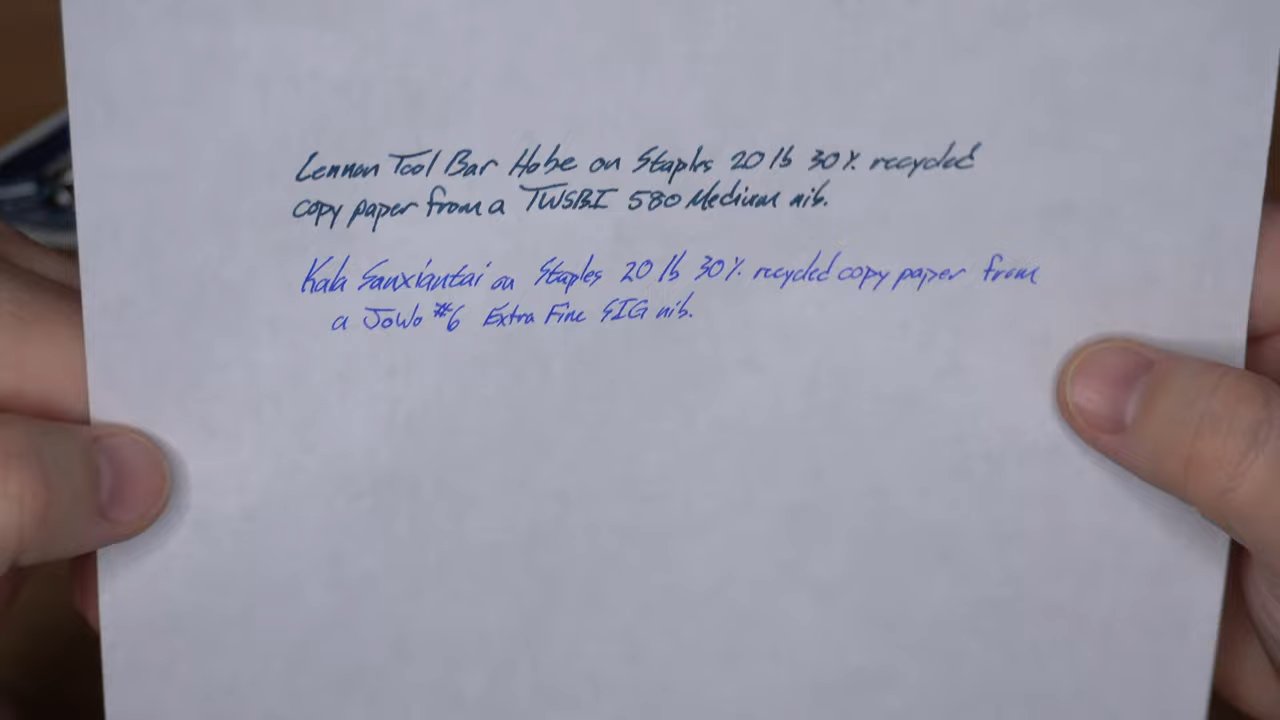 Lennon Tool Bar Hobe on Staples 20 lb 30% recycled
copy paper from a TWSBI 580 Medium nib.
Kala Sanxiantai on Staples 20 lb 30% recycled copy paper from
a JoWo #6 Extra Fine SIG nib.